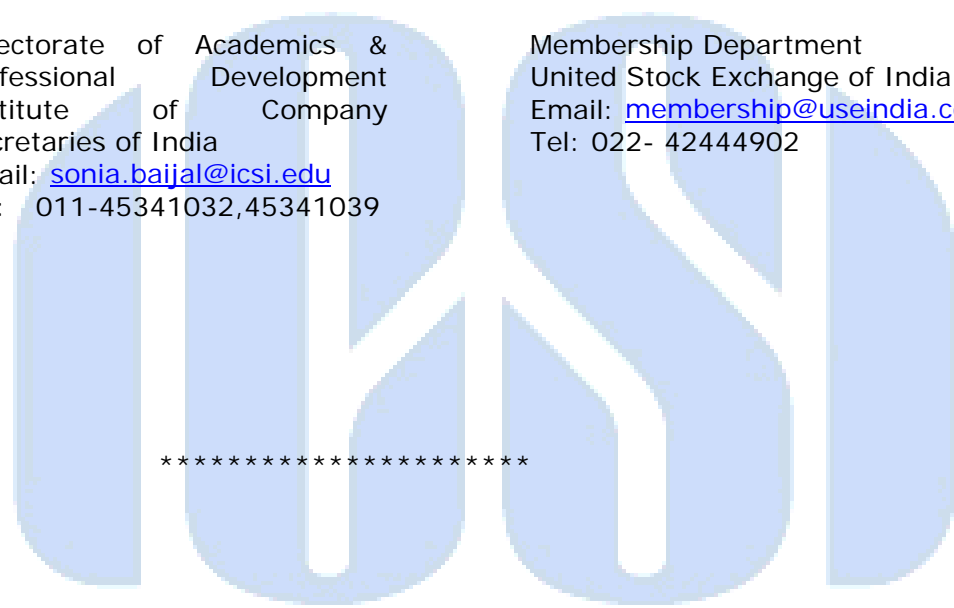 ectorate of Academics &
fessional Development
titute of Company
cretaries of India
ail: sonia.baijal@icsi.edu
: 011-45341032,45341039
Membership Department
United Stock Exchange of India
Email: membership@useindia.c
Tel: 022- 42444902
**********************
ICSI